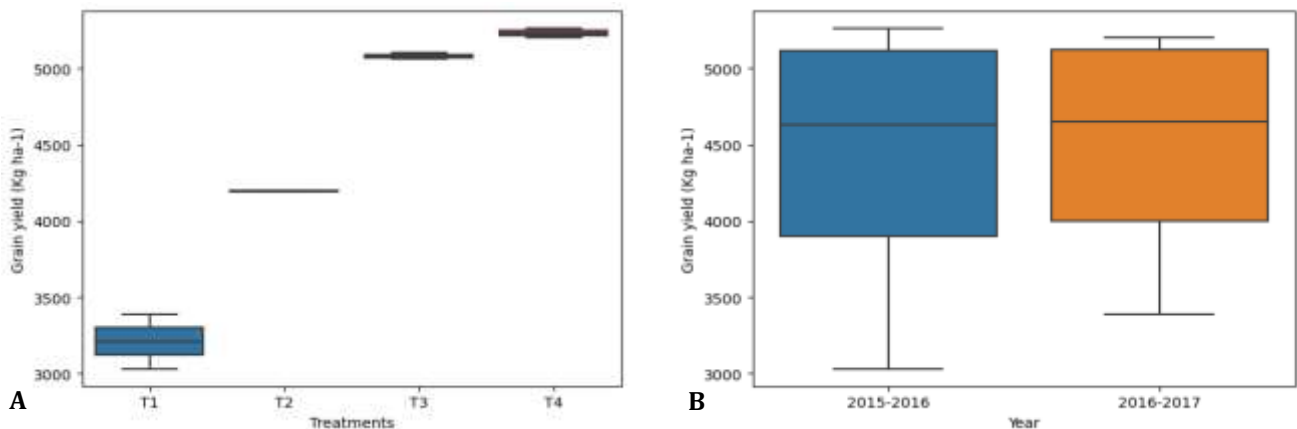 Grain yield (Kg ha-1)
5000
4500
4000
3500
3000
T1 T2 T3 T4
Treatments
A
Grain yield (Kg ha-1)
5000
4500
4000
3500
3000
2015-2016 2016-2017
Year
B